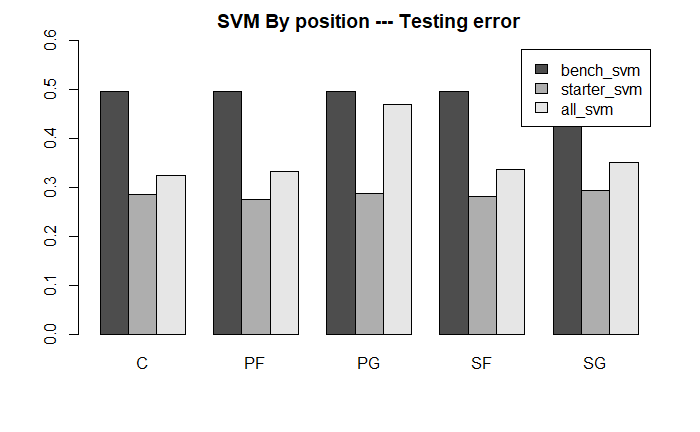 SVM By position --- Testing error
0.6
0.5
0.4
0.3
0.2
0.1
0.0
bench_svm
starter_svm
all_svm
C PF PG SF SG